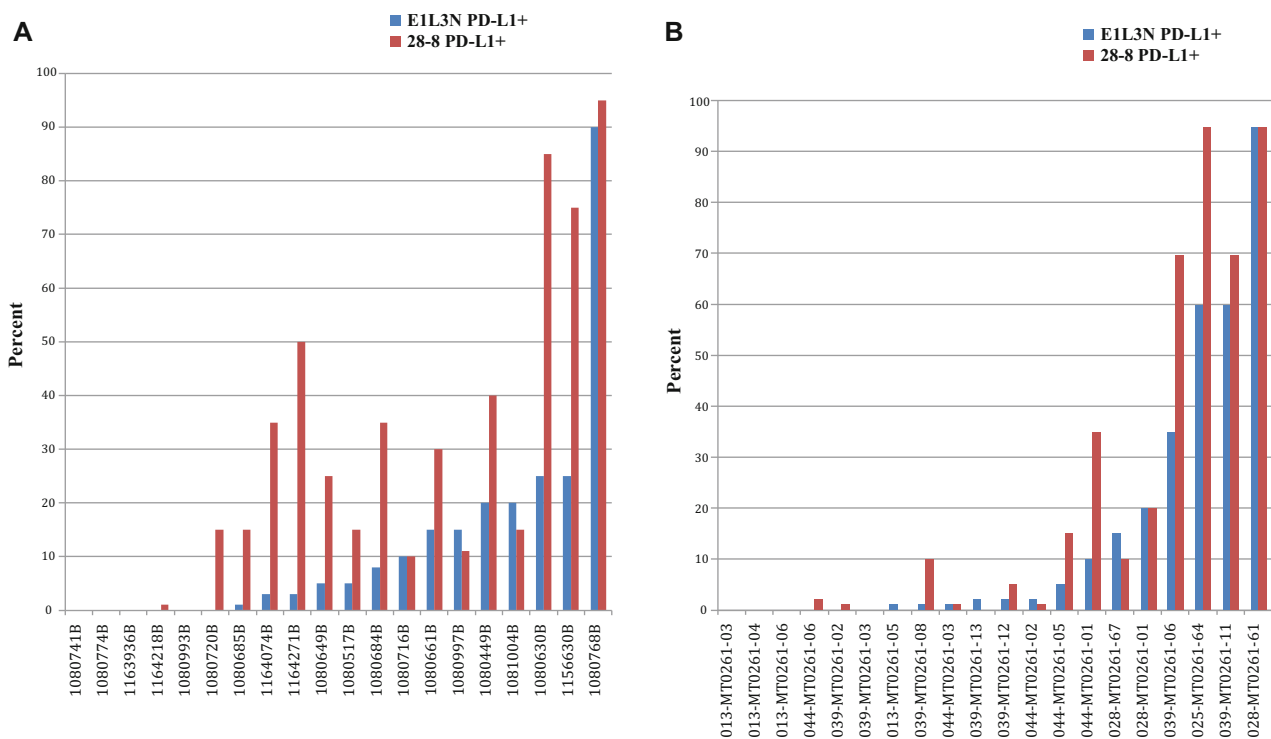 A
E1L3N PD-L1+
28-8 PD-L1+
Percent
100
90
80
70
60
50
40
30
20
10
0
1080741B
1080774B
1163936B
1164218B
1080993B
1080720B
1080685B
1164074B
1164271B
1080649B
1080517B
1080684B
1080716B
1080661B
1080997B
1080449B
1081004B
1080630B
1156630B
1080768B
B
E1L3N PD-L1+
28-8 PD-L1+
Percent
100
90
80
70
60
50
40
30
20
10
0
013-MT0261-03
013-MT0261-04
013-MT0261-06
044-MT0261-06
039-MT0261-02
039-MT0261-03
013-MT0261-05
039-MT0261-08
044-MT0261-03
039-MT0261-13
039-MT0261-12
044-MT0261-02
044-MT0261-05
044-MT0261-01
028-MT0261-67
028-MT0261-01
039-MT0261-06
025-MT0261-64
039-MT0261-11
028-MT0261-61